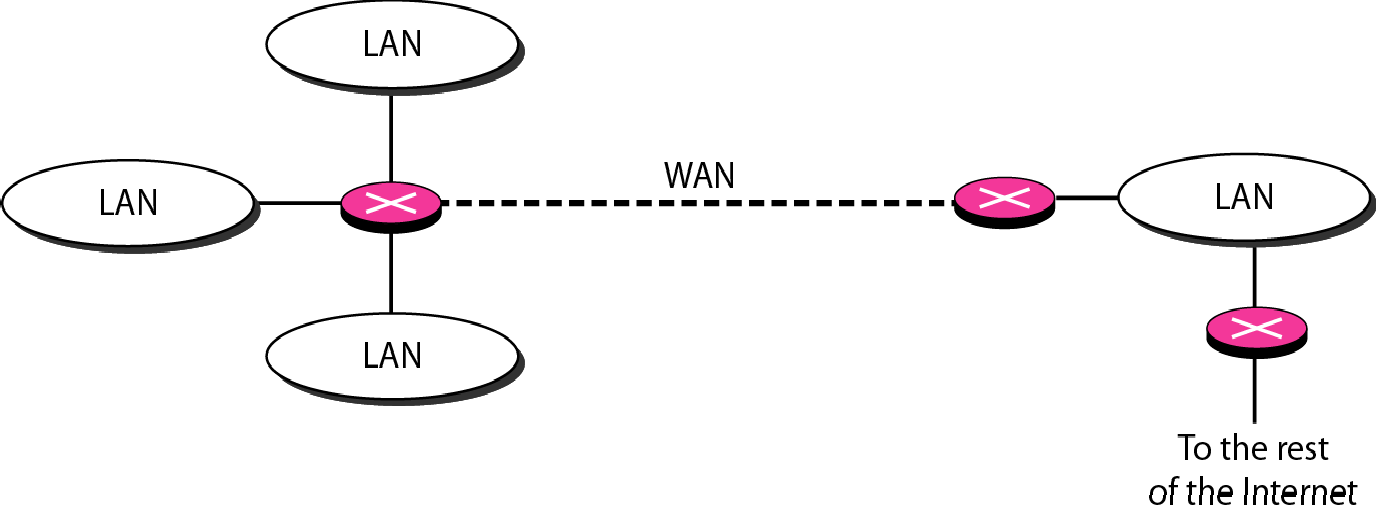 LAN
LAN
WAN
LAN
LAN
LAN
To the rest
of the Internet